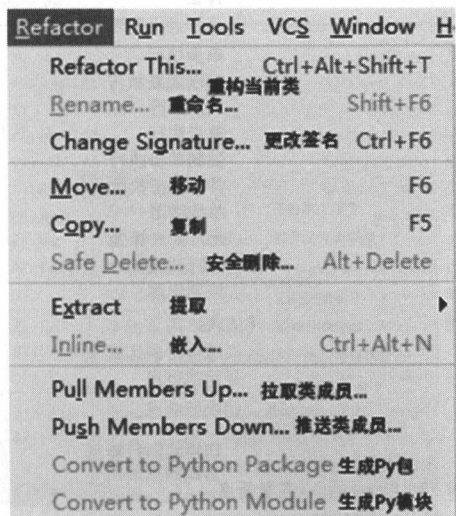 Refactor Run Tools VCS Window H
Refactor This... Ctrl+Alt+Shift+T
重构当前类
Rename... 重命名... Shift+F6
Change Signature... 更改签名 Ctrl+F6
Move... 移动 F6
Copy... 复制 F5
Safe Delete... 安全删除... Alt+Delete
Extract 提取
Inline... 嵌入... Ctrl+Alt+N
Pull Members Up... 拉取类成员...
Push Members Down... 推送类成员...
Convert to Python Package 生成Py包
Convert to Python Module 生成Py模块